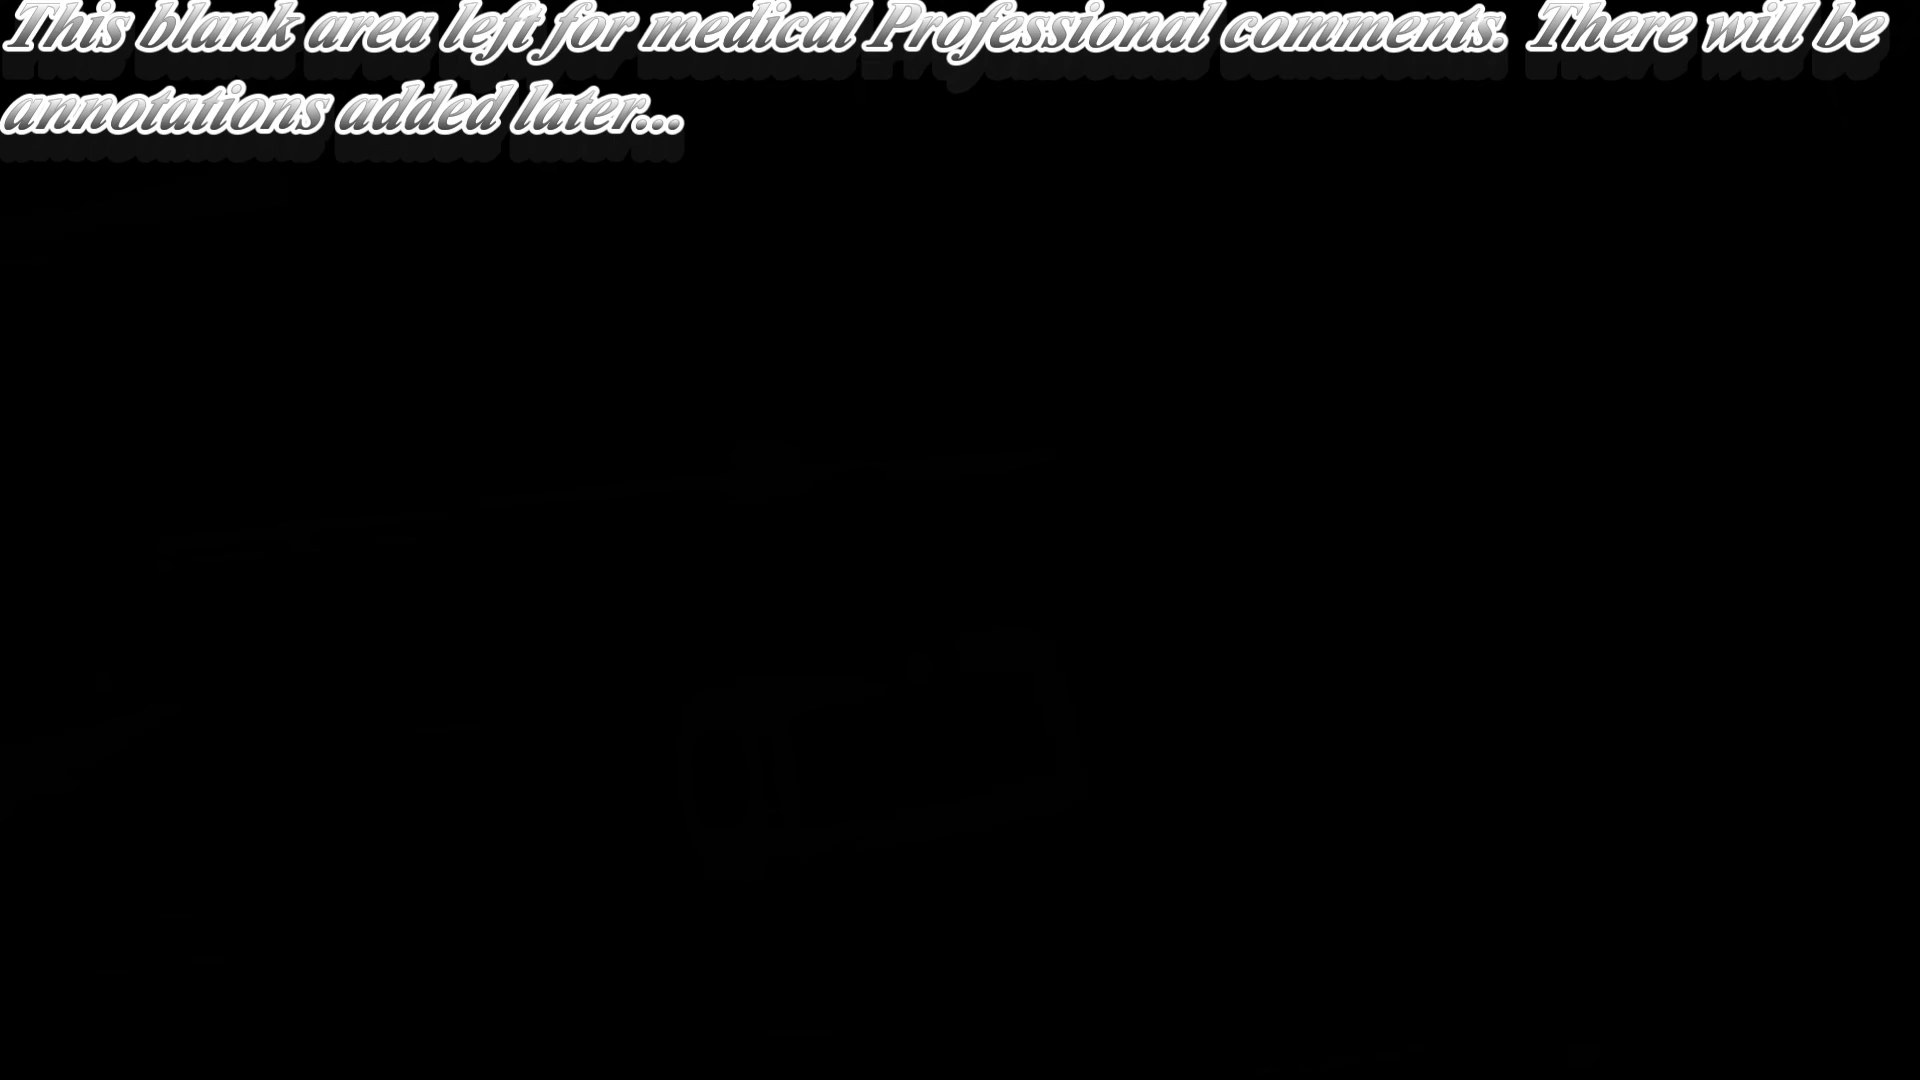 This blank area left for medical Professional comments. There will be
annotations added later...